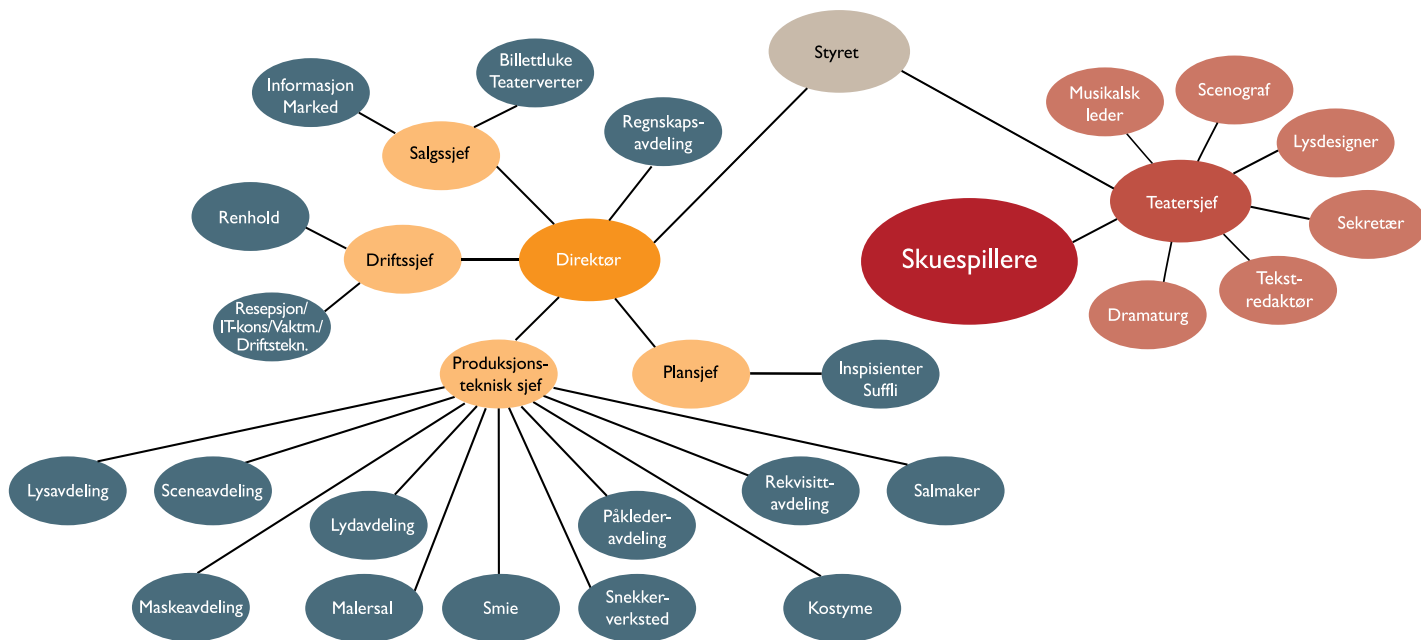 Styret
Billettluke
Teaterverter
Informasjon
Marked
Salgssjef
Regnskaps-
avdeling
Musikalsk
leder
Scenograf
Lysdesigner
Teatersjef
Sekretær
Tekst-
redaktør
Dramaturg
Skuespillere
Renhold
Driftssjef
Direktør
Resepsjon/
IT-kons/Vaktm./
Driftstekn.
Produksjons-
teknisk sjef
Plansjef
Inspisienter
Suffli
Lysavdeling
Sceneavdeling
Lydavdeling
Påkleder-
avdeling
Rekvisitt-
avdeling
Salmaker
Maskeavdeling
Malersal
Smie
Snekker-
verksted
Kostyme